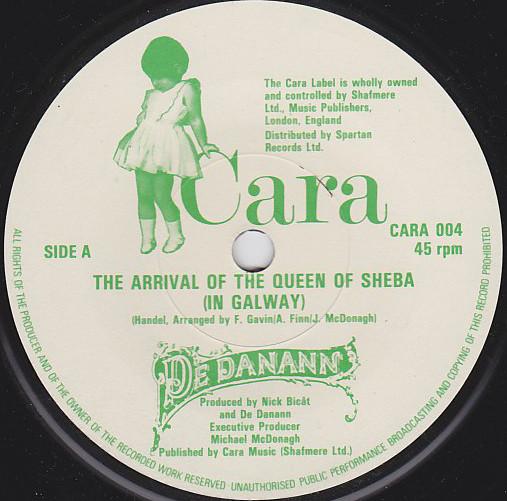 The Cara Label is wholly owned
and controlled by Shafmere
Ltd., Music Publishers,
London, England
Distributed by Spartan
Records Ltd.
Cara
CARA 004
SIDE A
45 rpm
THE ARRIVAL OF THE QUEEN OF SHEBA
(IN GALWAY)
(Handel, Arranged by F. Gavin/A. Finn/J. McDonagh)
DE DANANN
Produced by Nick Bicât
and De Danann
Executive Producer
Michael McDonagh
Published by Cara Music (Shafmere Ltd.)
ALL RIGHTS OF THE PRODUCER AND OF THE OWNER OF THE RECORDED WORK RESERVED · UNAUTHORISED PUBLIC PERFORMANCE BROADCASTING AND COPYING OF THIS RECORD PROHIBITED